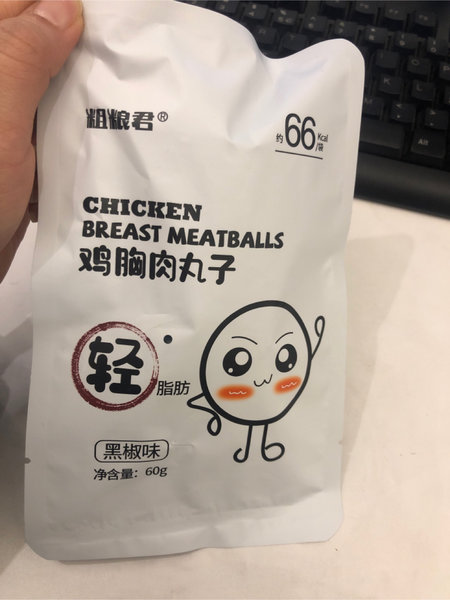 粗粮君®
约66Kcal/袋
CHICKEN
BREAST MEATBALLS
鸡胸肉丸子
轻脂肪
黑椒味
净含量：60g